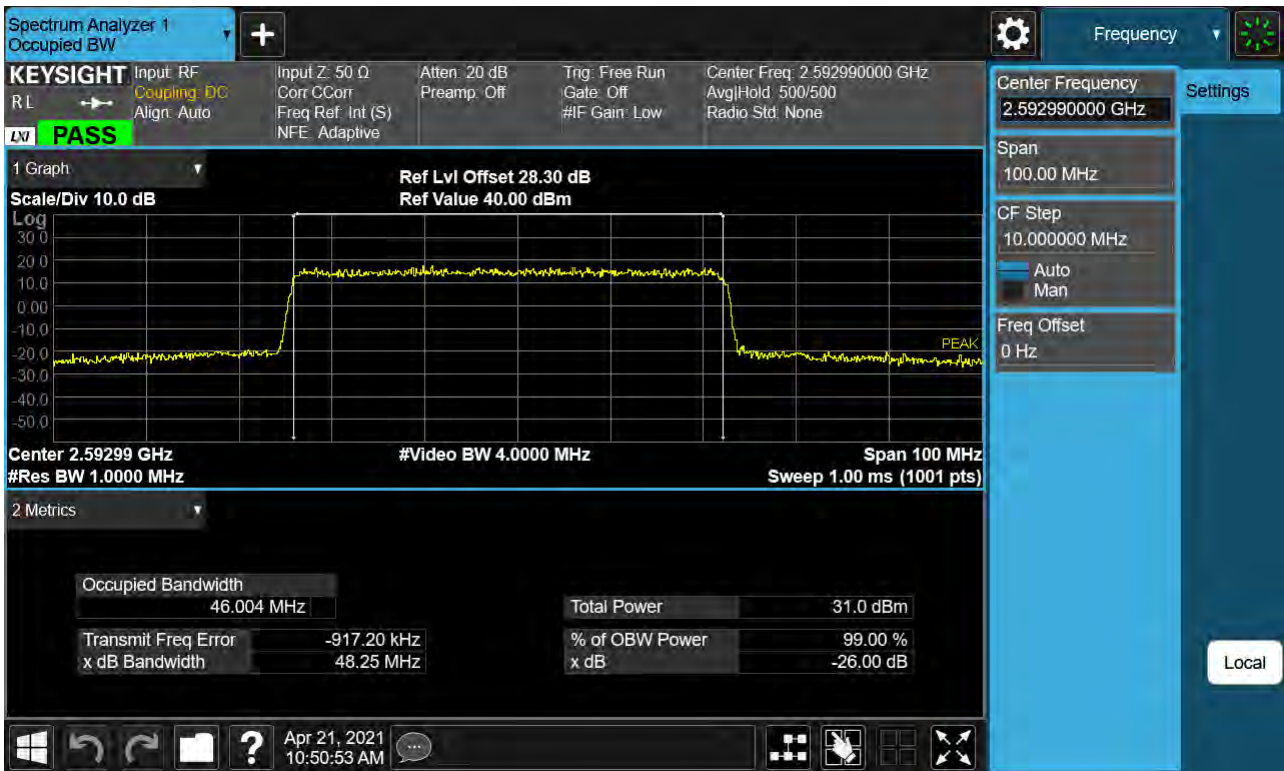 Spectrum Analyzer 1
Occupied BW
+
Frequency
KEYSIGHT
R L
LXI PASS
Input: RF
Coupling: DC
Align: Auto
Input Z: 50 Ω
Corr CCorr
Freq Ref: Int (S)
NFE: Adaptive
Atten: 20 dB
Preamp: Off
Trig: Free Run
Gate: Off
#IF Gain: Low
Center Freq: 2.592990000 GHz
Avg|Hold: 500/500
Radio Std: None
Center Frequency
2.592990000 GHz
Settings
Span
100.00 MHz
CF Step
10.000000 MHz
Auto
Man
Freq Offset
0 Hz
Local
1 Graph
Scale/Div 10.0 dB
Ref Lvl Offset 28.30 dB
Ref Value 40.00 dBm
Log
30.0
20.0
10.0
0.00
-10.0
-20.0
-30.0
-40.0
-50.0
PEAK
Center 2.59299 GHz
#Res BW 1.0000 MHz
#Video BW 4.0000 MHz
Span 100 MHz
Sweep 1.00 ms (1001 pts)
2 Metrics
Occupied Bandwidth
46.004 MHz
Total Power 31.0 dBm
Transmit Freq Error -917.20 kHz
% of OBW Power 99.00 %
x dB Bandwidth 48.25 MHz
x dB -26.00 dB
?
Apr 21, 2021
10:50:53 AM